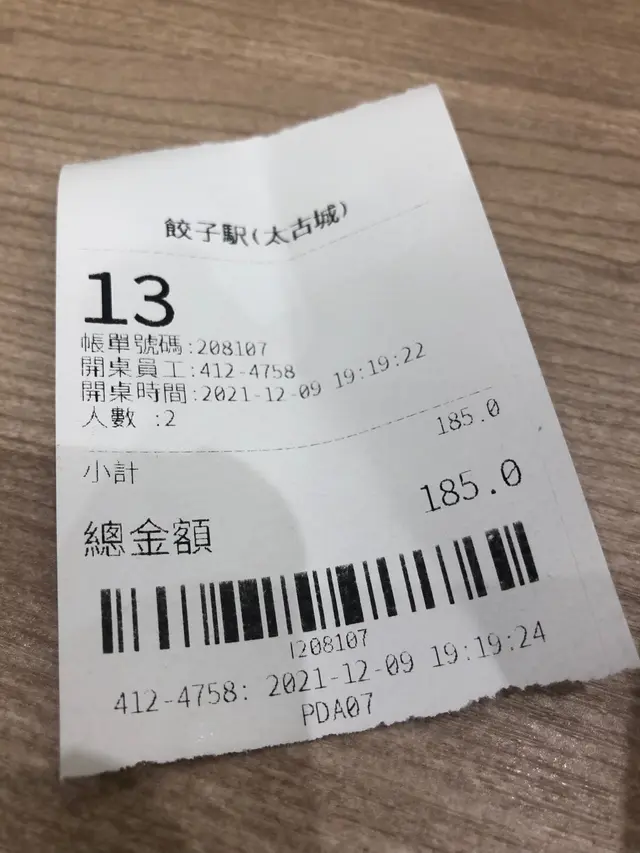 餃子駅(太古城)
13
帳單號碼:208107
開桌員工:412-4758
開桌時間:2021-12-09 19:19:22
人數 :2
小計 185.0
總金額 185.0
I208107
412-4758: 2021-12-09 19:19:24
PDA07